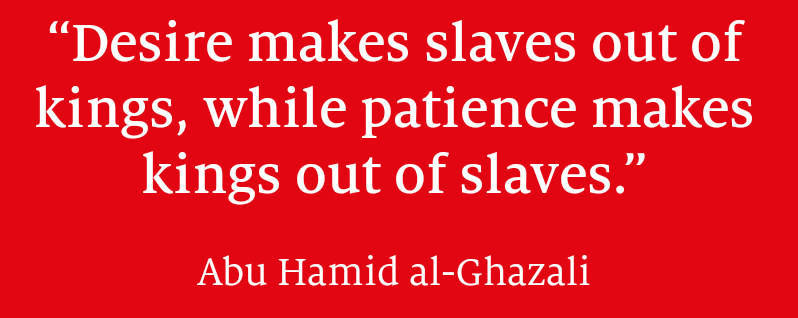 “Desire makes slaves out of
kings, while patience makes
kings out of slaves.”
Abu Hamid al-Ghazali